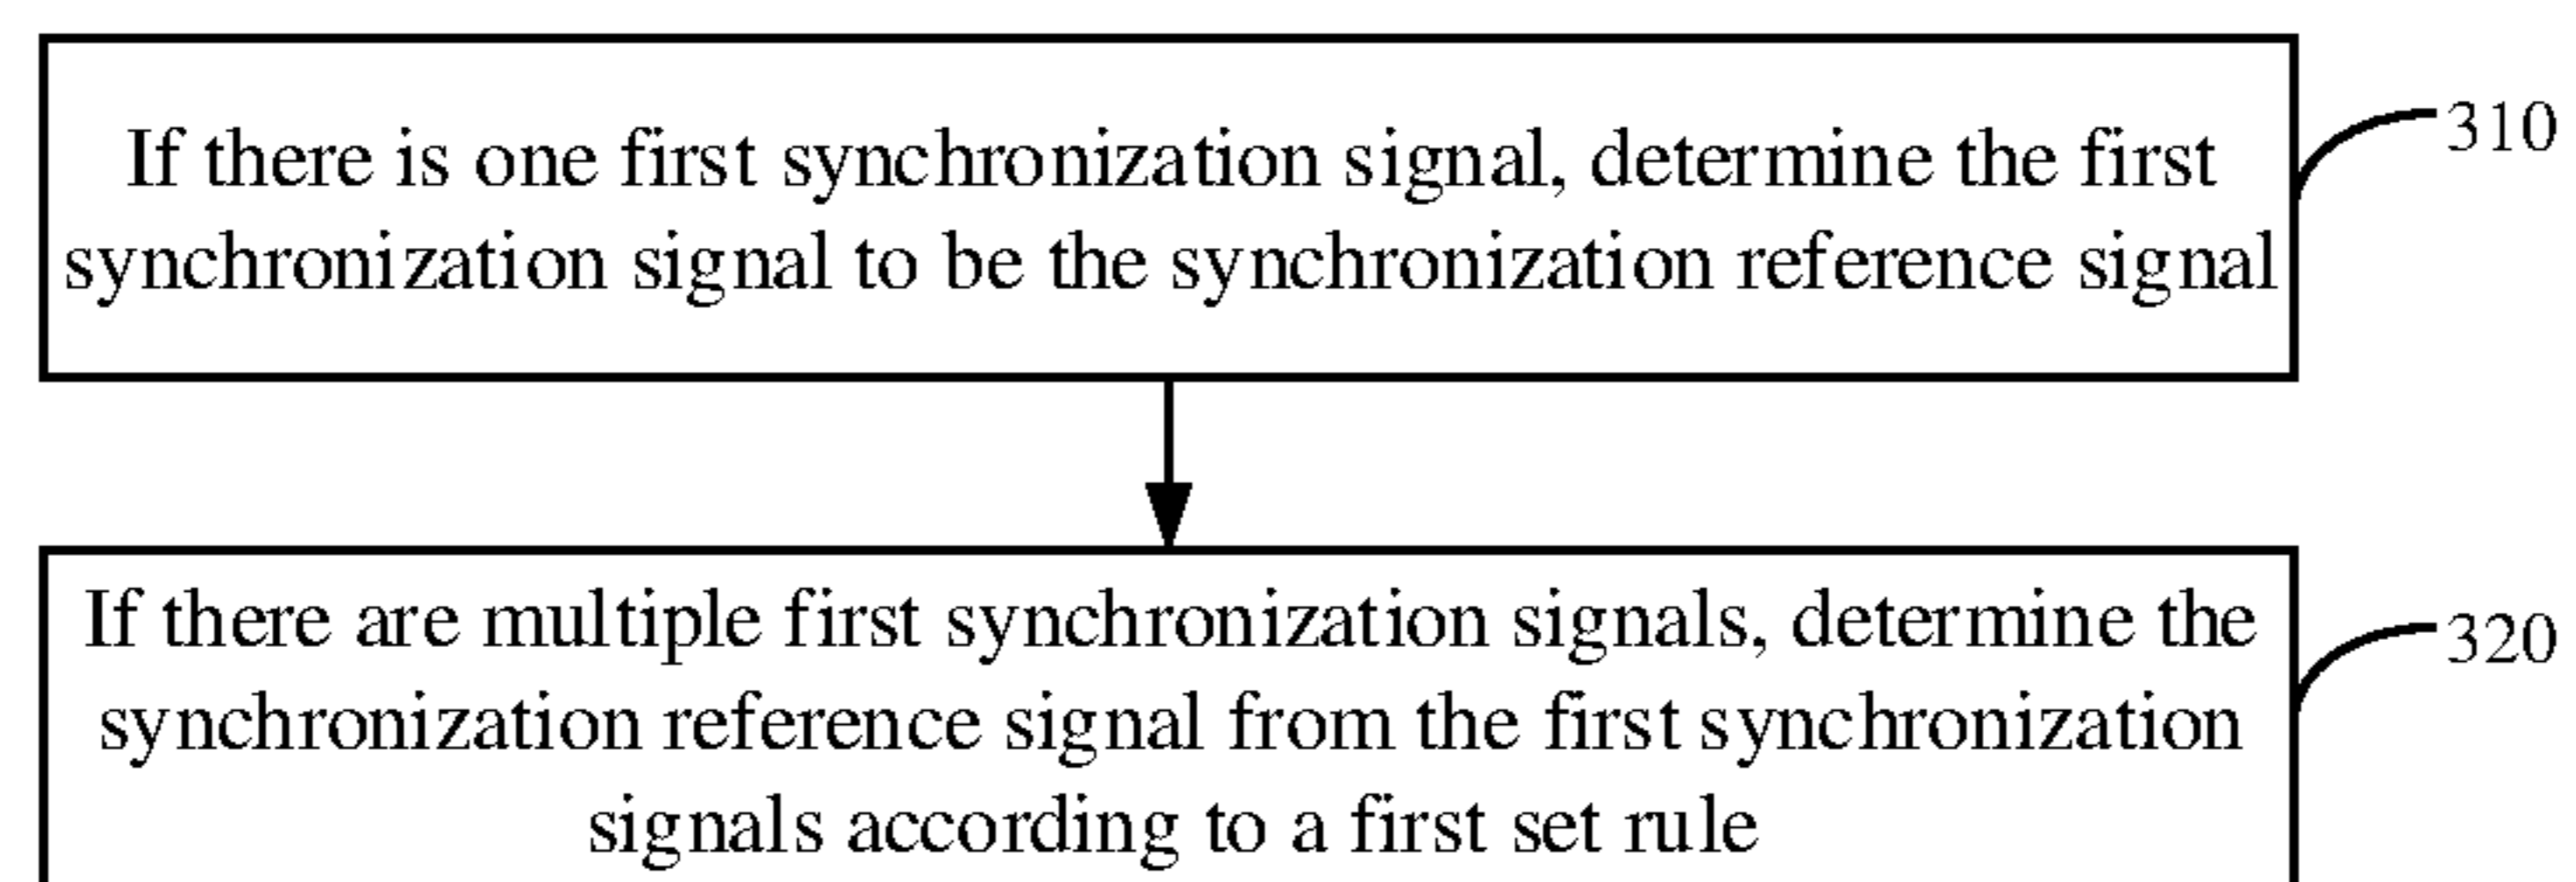 If there is one first synchronization signal, determine the first
synchronization signal to be the synchronization reference signal
310
If there are multiple first synchronization signals, determine the
synchronization reference signal from the first synchronization
signals according to a first set rule
320